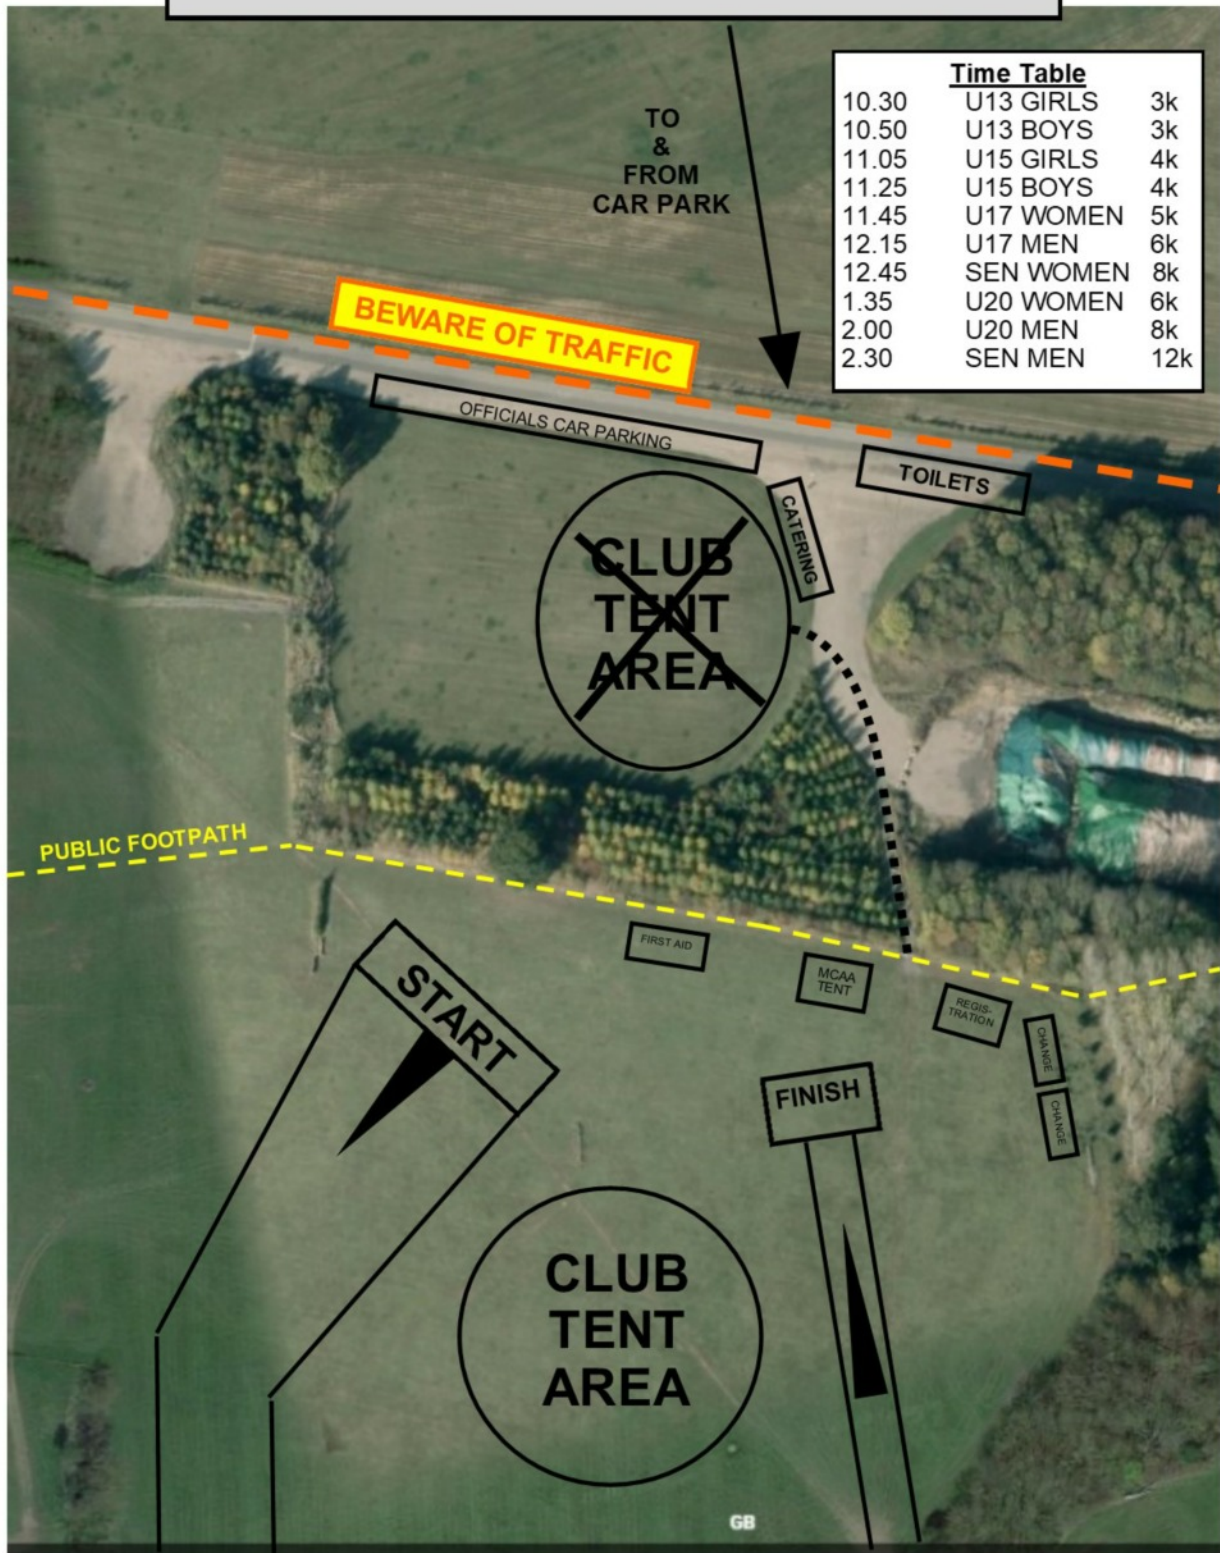 Time Table
10.30 U13 GIRLS 3k
10.50 U13 BOYS 3k
11.05 U15 GIRLS 4k
11.25 U15 BOYS 4k
11.45 U17 WOMEN 5k
12.15 U17 MEN 6k
12.45 SEN WOMEN 8k
1.35 U20 WOMEN 6k
2.00 U20 MEN 8k
2.30 SEN MEN 12k
TO
&
FROM
CAR PARK
BEWARE OF TRAFFIC
OFFICIALS CAR PARKING
TOILETS
CATERING
CLUB
TENT
AREA
PUBLIC FOOTPATH
FIRST AID
MCAA
TENT
REGIS-
TRATION
CHANGE
CHANGE
START
FINISH
CLUB
TENT
AREA
GB